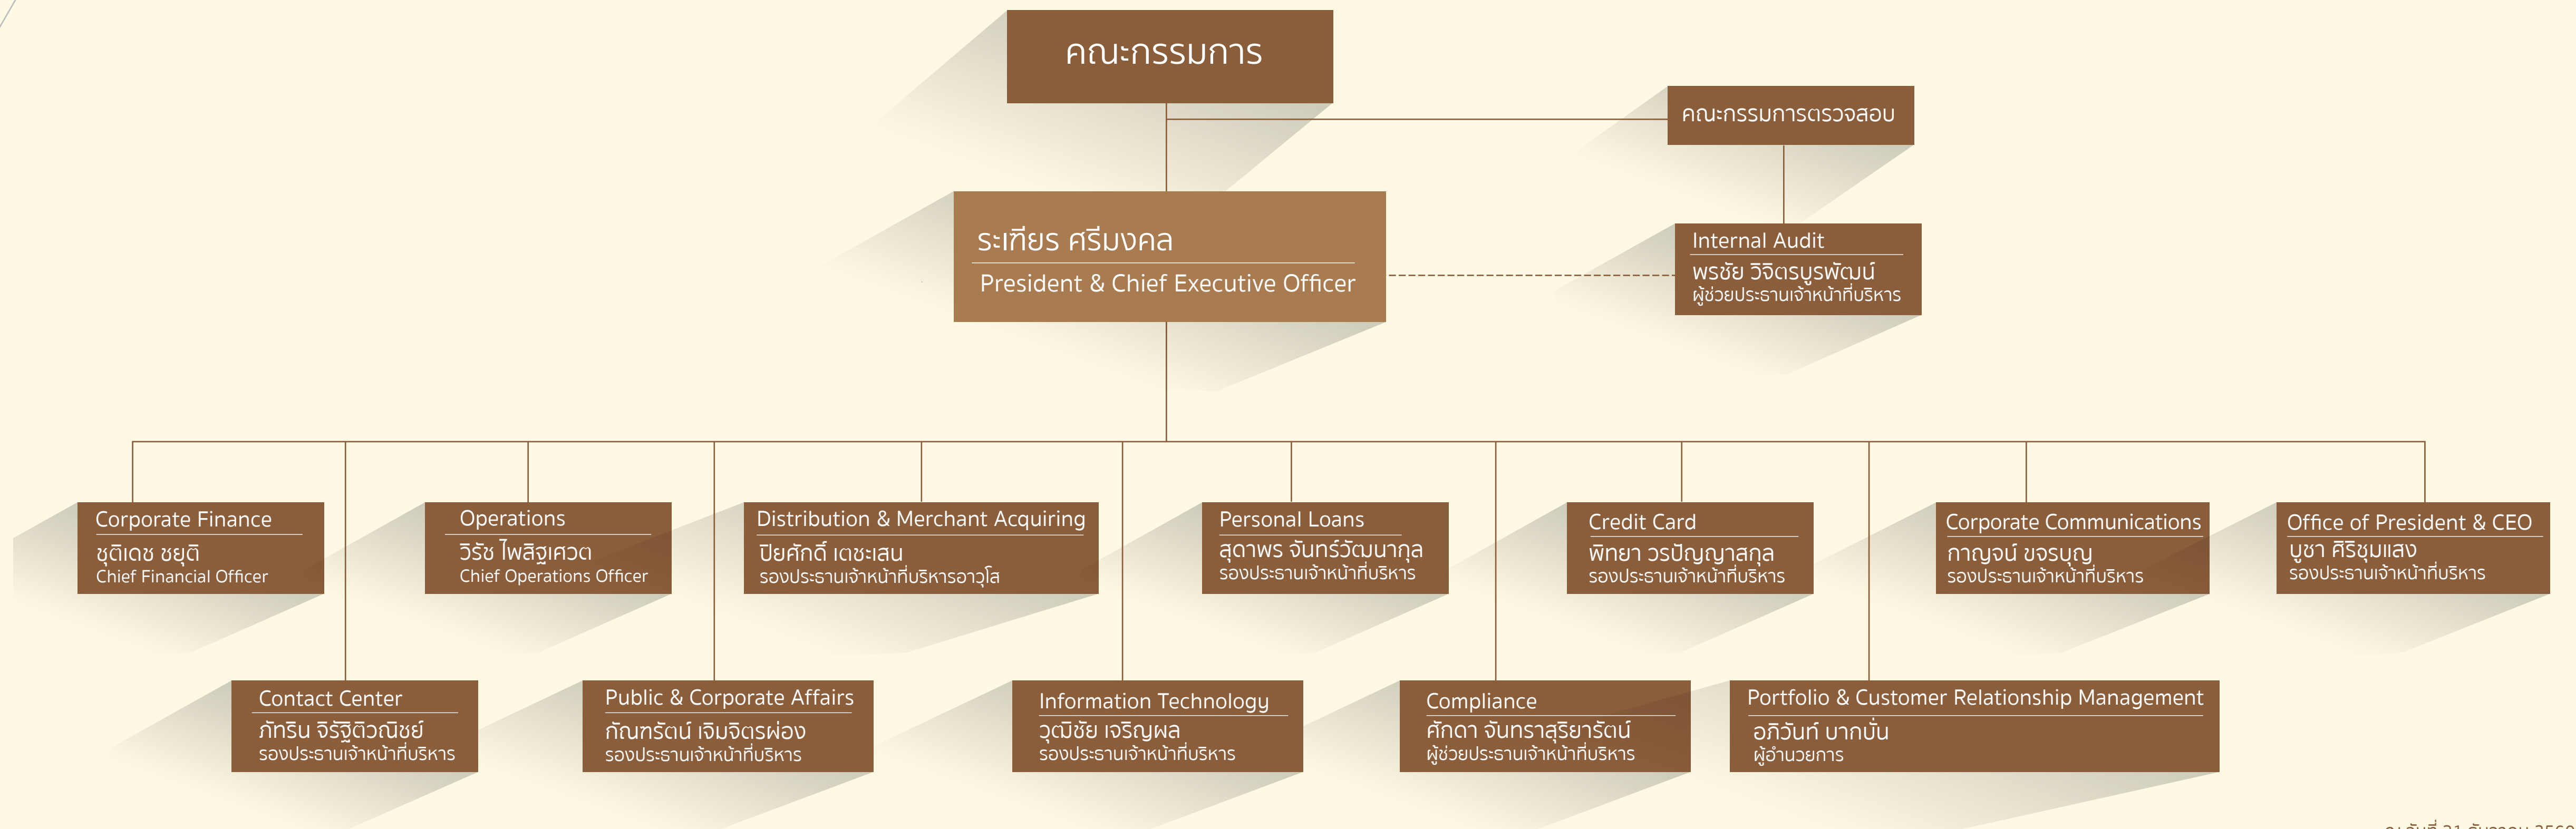 คณะกรรมการ
คณะกรรมการตรวจสอบ
ระเฑียร ศรีมงคล
President & Chief Executive Officer
Internal Audit
พรชัย วิจิตรบูรพัฒน์
ผู้ช่วยประธานเจ้าหน้าที่บริหาร
Corporate Finance
ชุติเดช ชยุติ
Chief Financial Officer
Operations
วิรัช ไพสิฐเศวต
Chief Operations Officer
Distribution & Merchant Acquiring
ปิยศักดิ์ เตชะเสน
รองประธานเจ้าหน้าที่บริหารอาวุโส
Personal Loans
สุดาพร จันทร์วัฒนากุล
รองประธานเจ้าหน้าที่บริหาร
Credit Card
พิทยา วรปัญญาสกุล
รองประธานเจ้าหน้าที่บริหาร
Corporate Communications
กาญจน์ ขจรบุญ
รองประธานเจ้าหน้าที่บริหาร
Office of President & CEO
บูชา ศิริชุมแสง
รองประธานเจ้าหน้าที่บริหาร
Contact Center
ภัทริน จิรัฐิติวณิชย์
รองประธานเจ้าหน้าที่บริหาร
Public & Corporate Affairs
กัณฑรัตน์ เจิมจิตรผ่อง
รองประธานเจ้าหน้าที่บริหาร
Information Technology
วุฒิชัย เจริญผล
รองประธานเจ้าหน้าที่บริหาร
Compliance
ศักดา จันทราสุริยารัตน์
ผู้ช่วยประธานเจ้าหน้าที่บริหาร
Portfolio & Customer Relationship Management
อภิวันท์ บากบั่น
ผู้อำนวยการ